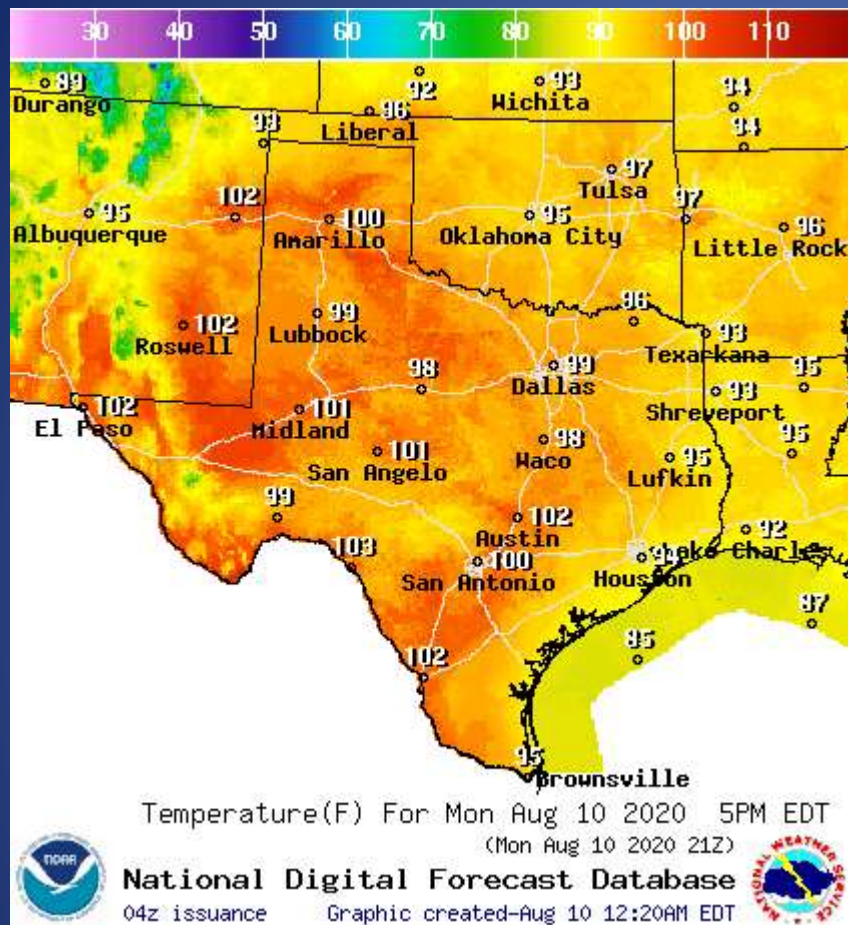 30 40 50 60 70 80 90 100 110
89
Durango
92
93
Wichita
96
Liberal
94
94
93
97
Tulsa
95
Albuquerque
102
100
Amarillo
95
Oklahoma City
97
96
Little Rock
102
Roswell
99
Lubbock
96
93
Texarkana
98
99
Dallas
95
93
Shreveport
102
El Paso
101
Midland
101
San Angelo
98
Waco
95
Lufkin
95
99
102
Austin
92
103
100
San Antonio
Houston
102
85
87
95
Brownsville
Temperature(F) For Mon Aug 10 2020 5PM EDT
(Mon Aug 10 2020 21Z)
NOAA
National Digital Forecast Database
04z issuance Graphic created-Aug 10 12:20AM EDT
NATIONAL WEATHER SERVICE